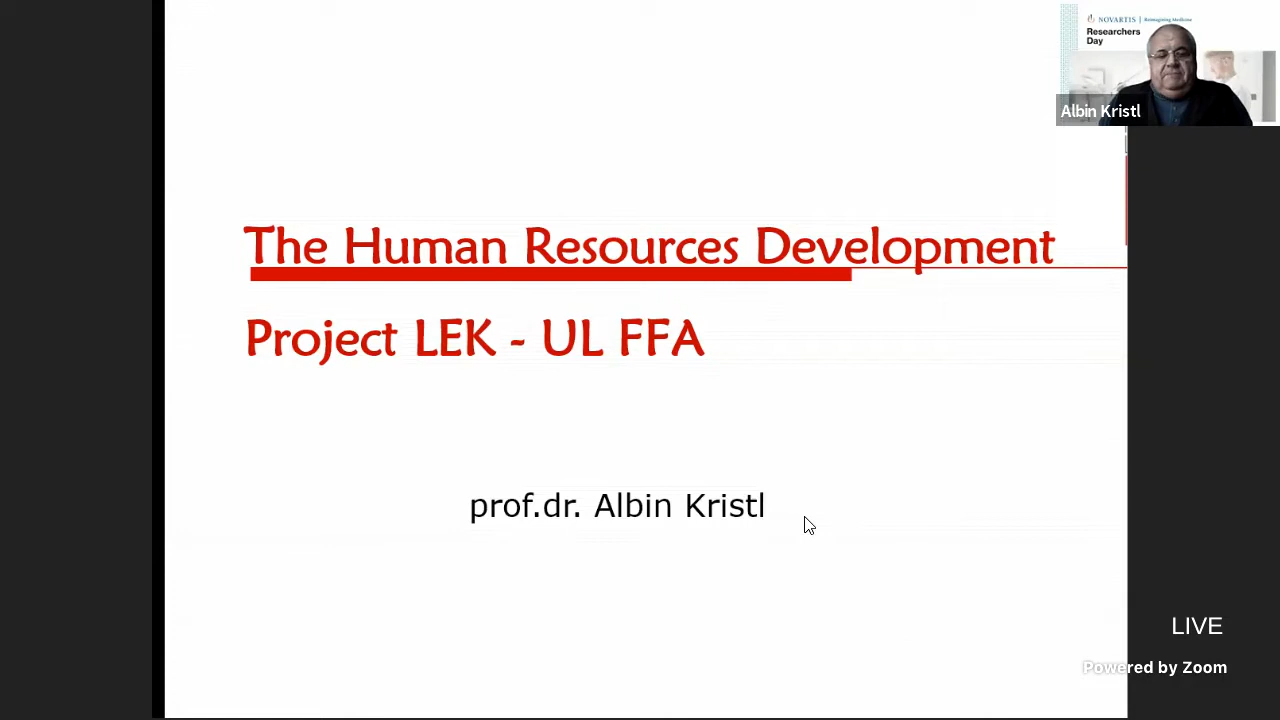 NOVARTIS | Reimagining Medicine
Researchers
Day
Albin Kristl
The Human Resources Development
Project LEK - UL FFA
prof.dr. Albin Kristl
LIVE
Powered by Zoom